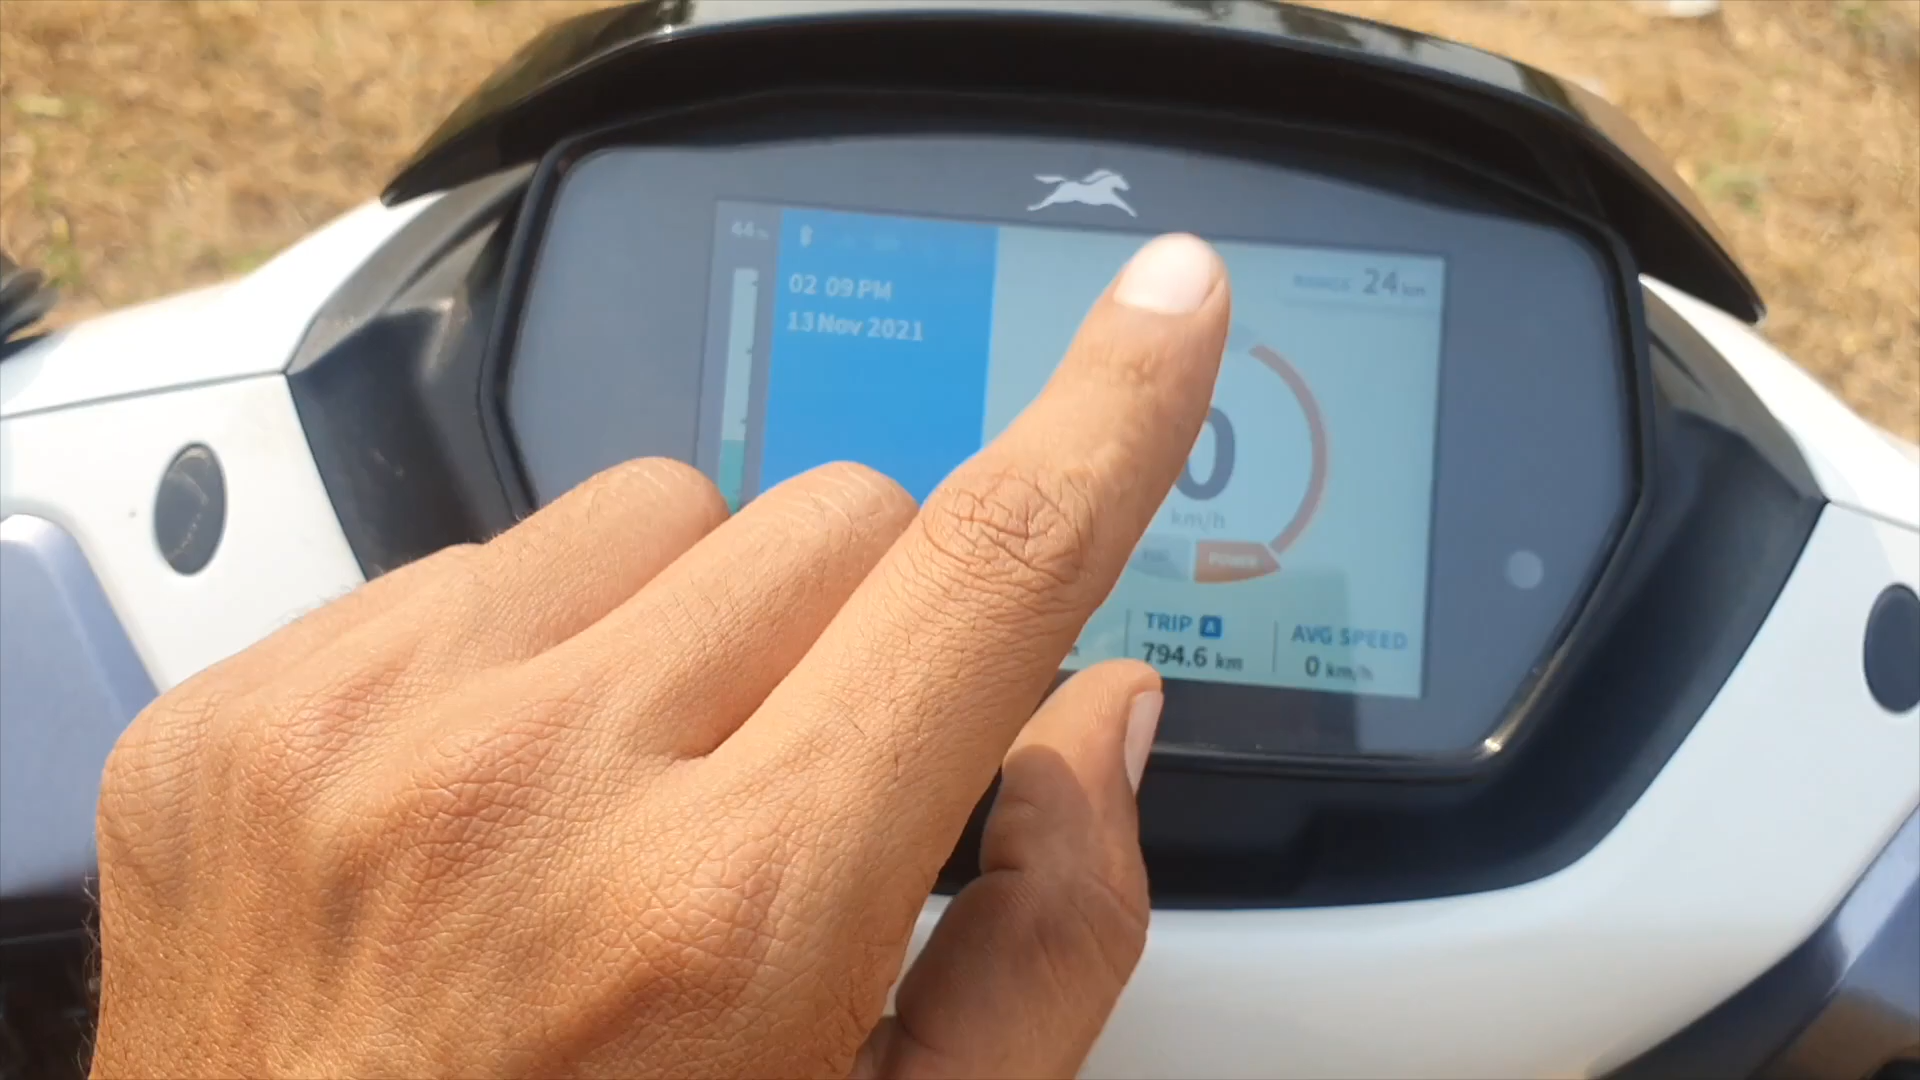 44%
02 09 PM
13 Nov 2021
RANGE 24 km
0
km/h
POWER
TRIP A
794.6 km
AVG SPEED
0 km/h